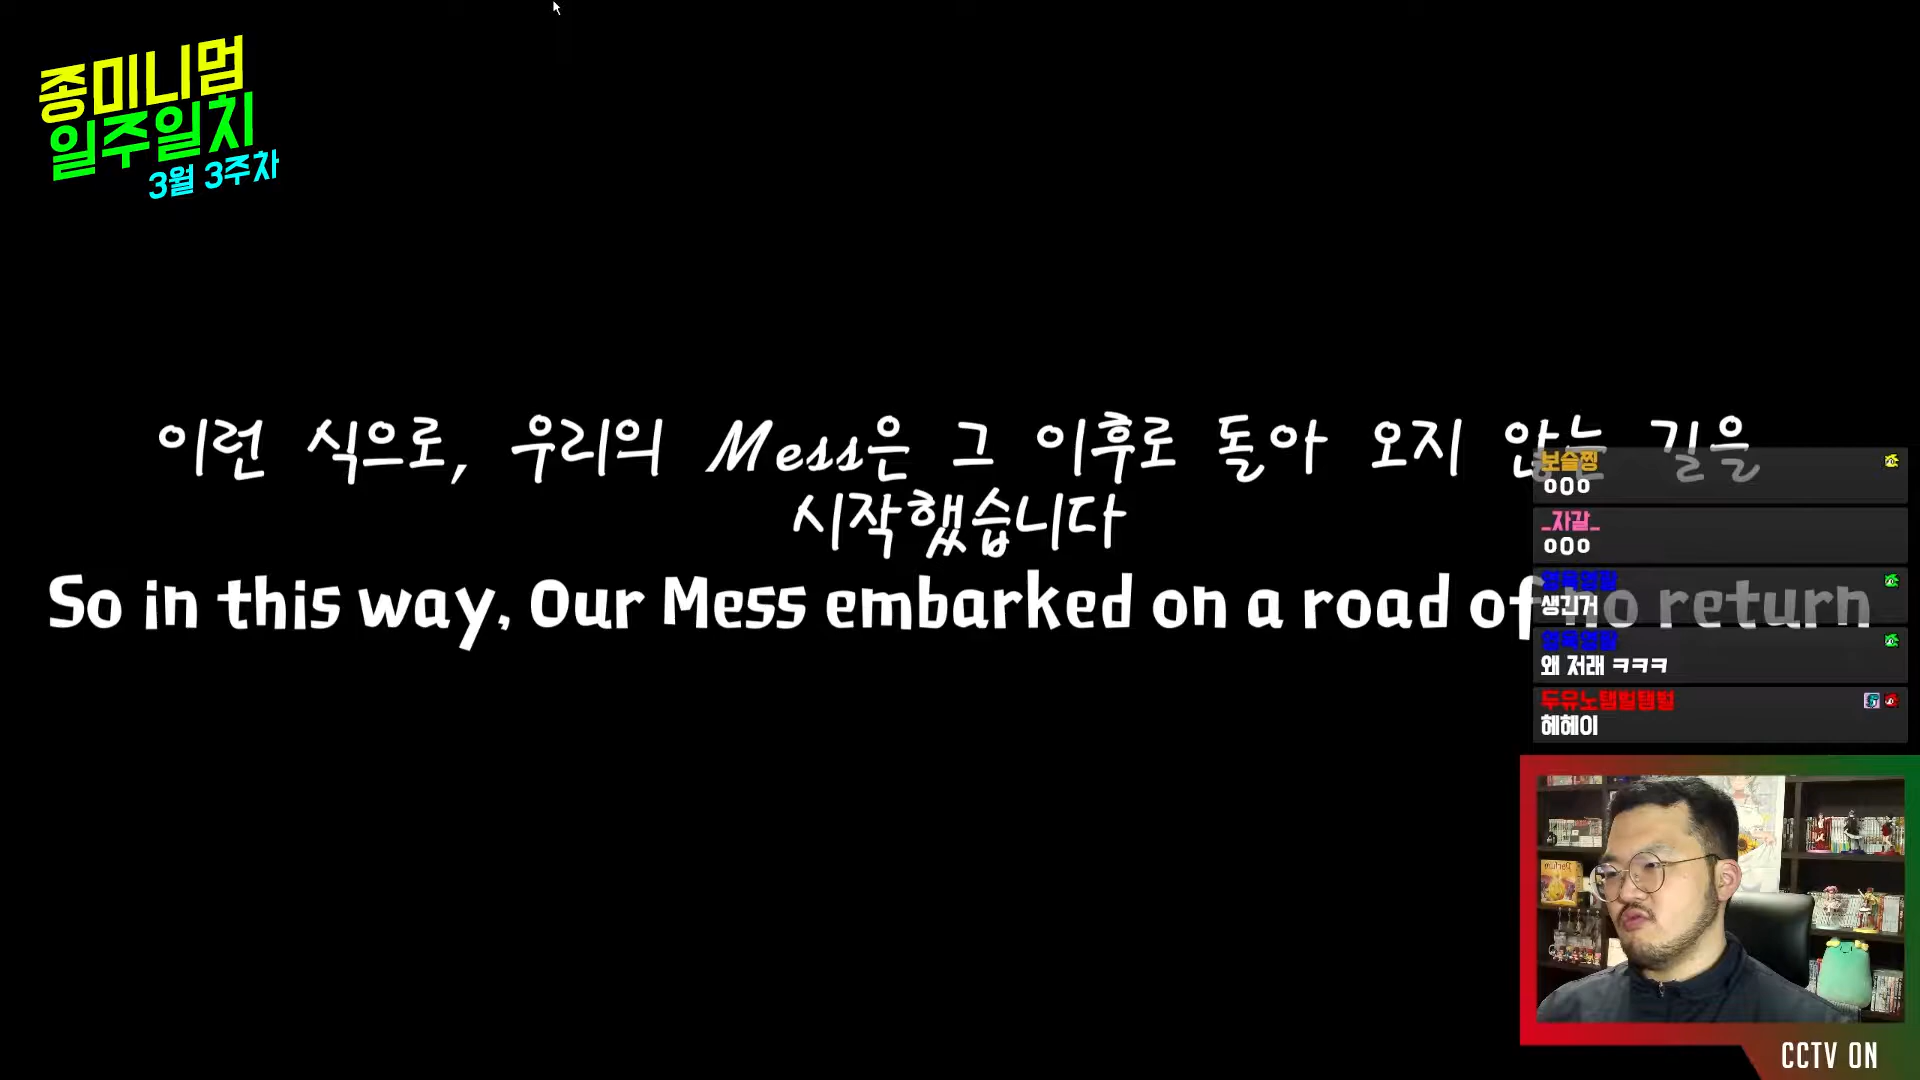 종미니멈
일주일치
3월 3주차
이런 식으로, 우리의 Mess은 그 이후로 돌아 오지 않는 길을
시작했습니다
So in this way, Our Mess embarked on a road of no return
보슬찡
ㅇ0ㅇ
_자갈_
ㅇ0ㅇ
생긴거
왜 저래 ㅋㅋㅋ
두유노탬벌탬벌
헤헤이
CCTV ON